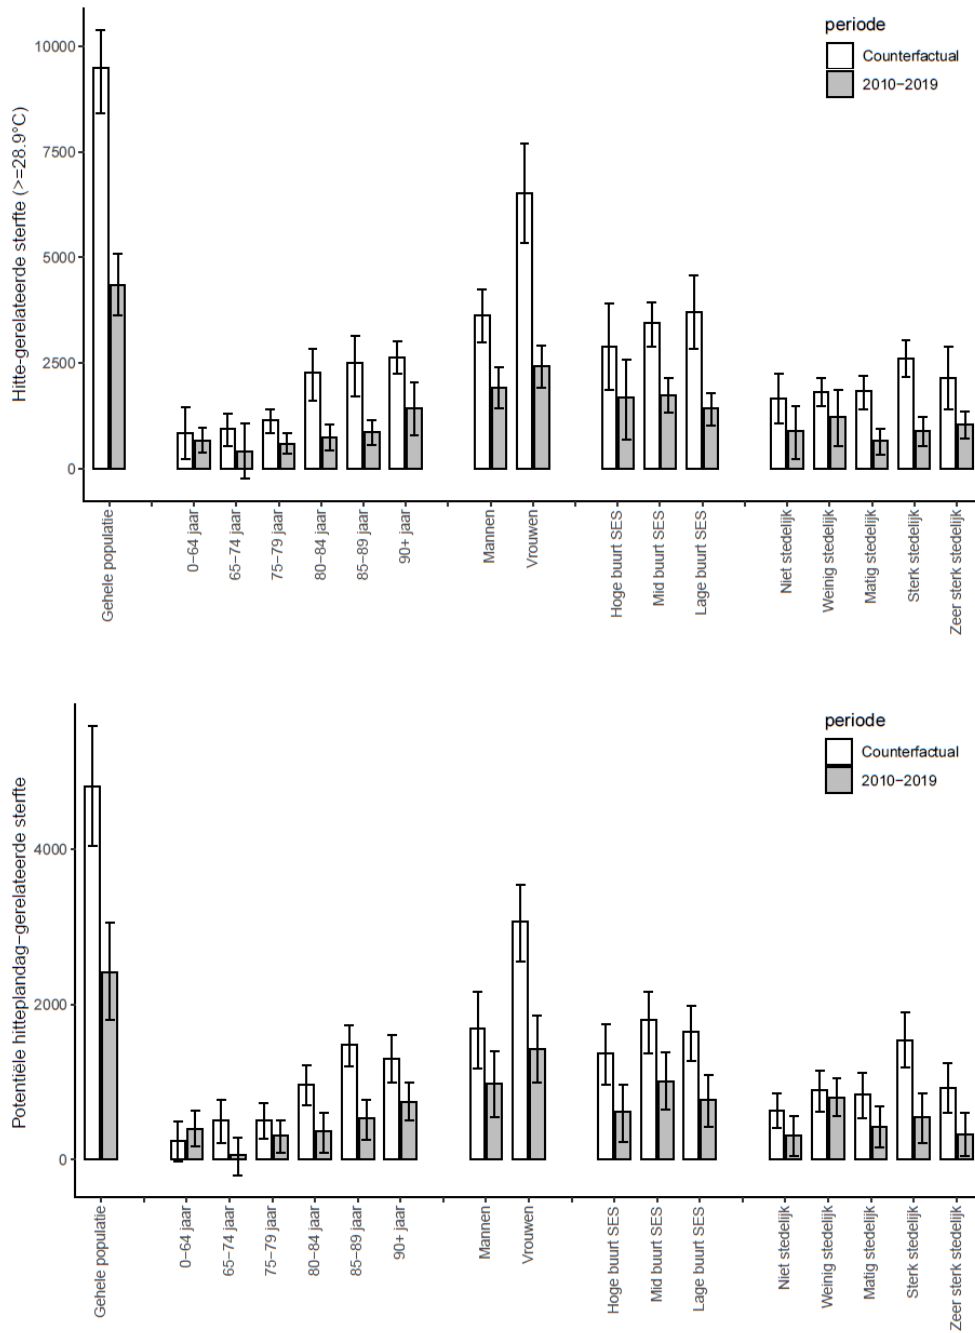 Hitte-gerelateerde sterfte (>=28.9°C)
10000
7500
5000
2500
0
periode
Counterfactual
2010−2019
Gehele populatie
0−64 jaar
65−74 jaar
75−79 jaar
80−84 jaar
85−89 jaar
90+ jaar
Mannen
Vrouwen
Hoge buurt SES
Mid buurt SES
Lage buurt SES
Niet stedelijk
Weinig stedelijk
Matig stedelijk
Sterk stedelijk
Zeer sterk stedelijk
Potentiële hitteplandag−gerelateerde sterfte
4000
2000
0
periode
Counterfactual
2010−2019
Gehele populatie
0−64 jaar
65−74 jaar
75−79 jaar
80−84 jaar
85−89 jaar
90+ jaar
Mannen
Vrouwen
Hoge buurt SES
Mid buurt SES
Lage buurt SES
Niet stedelijk
Weinig stedelijk
Matig stedelijk
Sterk stedelijk
Zeer sterk stedelijk